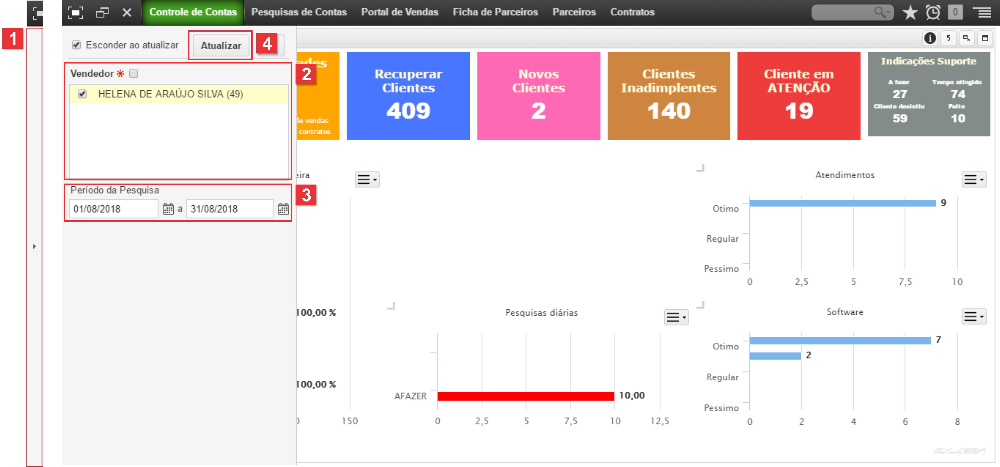 1
Controle de Contas
Pesquisas de Contas
Portal de Vendas
Ficha de Parceiros
Parceiros
Contratos
0
Esconder ao atualizar
Atualizar
4
Vendedor *
2
HELENA DE ARAÚJO SILVA (49)
Período da Pesquisa
3
01/08/2018
a
31/08/2018
ades
de vendas
contratos
Recuperar
Clientes
409
Novos
Clientes
2
Clientes
Inadimplentes
140
Cliente em
ATENÇÃO
19
Indicações Suporte
A fazer
Tempo atingido
27
74
Cliente desistiu
Feito
59
10
eira
100,00 %
100,00 %
150
Atendimentos
Otimo
9
Regular
Pessimo
0
2,5
5
7,5
10
Pesquisas diárias
AFAZER
10,00
0
2,5
5
7,5
10
12,5
Software
Otimo
7
2
Regular
Pessimo
0
2
4
6
8